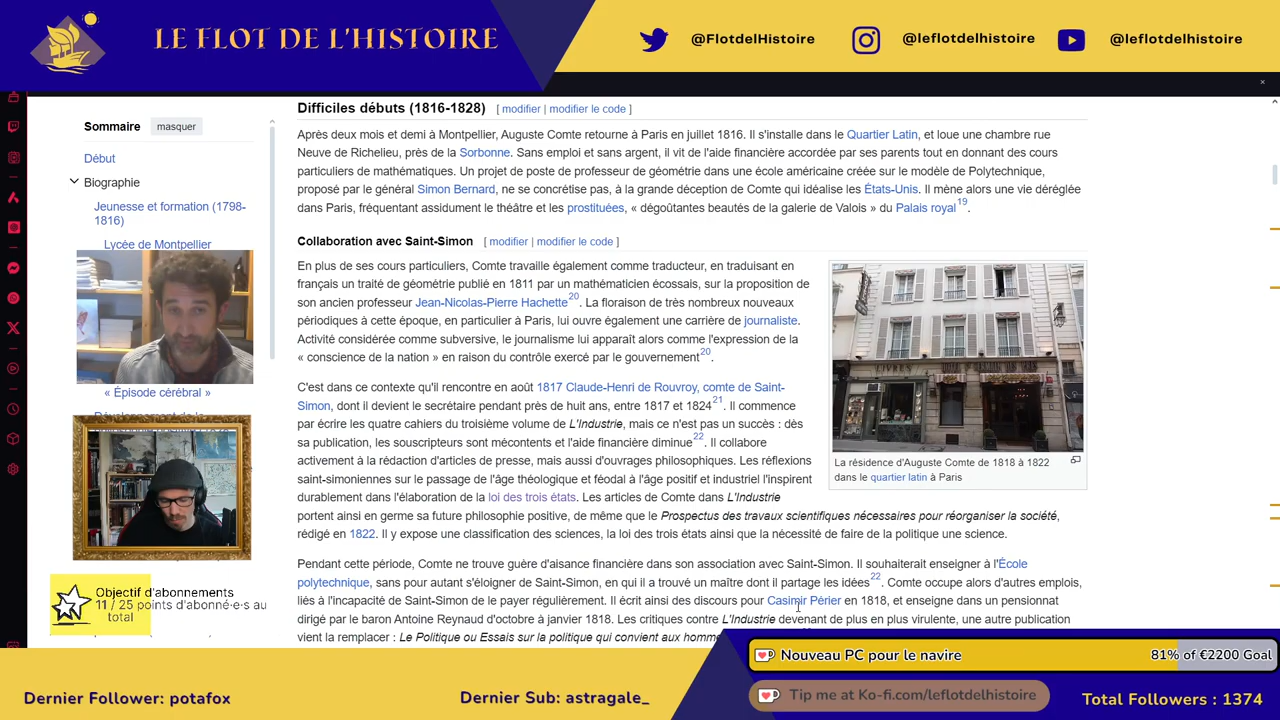 LE FLOT DE L'HISTOIRE
@FlotdelHistoire
@leflotdelhistoire
@leflotdelhistoire
Sommaire
masquer
Début
Biographie
Jeunesse et formation (1798-
1816)
Lycée de Montpellier
« Épisode cérébral »
Difficiles débuts (1816-1828) [ modifier | modifier le code ]
Après deux mois et demi à Montpellier, Auguste Comte retourne à Paris en juillet 1816. Il s'installe dans le Quartier Latin, et loue une chambre rue
Neuve de Richelieu, près de la Sorbonne. Sans emploi et sans argent, il vit de l'aide financière accordée par ses parents tout en donnant des cours
particuliers de mathématiques. Un projet de poste de professeur de géométrie dans une école américaine créée sur le modèle de Polytechnique,
proposé par le général Simon Bernard, ne se concrétise pas, à la grande déception de Comte qui idéalise les États-Unis. Il mène alors une vie déréglée
dans Paris, fréquentant assidument le théâtre et les prostituées, « dégoûtantes beautés de la galerie de Valois » du Palais royal19.
Collaboration avec Saint-Simon [ modifier | modifier le code ]
En plus de ses cours particuliers, Comte travaille également comme traducteur, en traduisant en
français un traité de géométrie publié en 1811 par un mathématicien écossais, sur la proposition de
son ancien professeur Jean-Nicolas-Pierre Hachette20. La floraison de très nombreux nouveaux
périodiques à cette époque, en particulier à Paris, lui ouvre également une carrière de journaliste.
Activité considérée comme subversive, le journalisme lui apparaît alors comme l'expression de la
« conscience de la nation » en raison du contrôle exercé par le gouvernement20.
C'est dans ce contexte qu'il rencontre en août 1817 Claude-Henri de Rouvroy, comte de Saint-
Simon, dont il devient le secrétaire pendant près de huit ans, entre 1817 et 182421. Il commence
par écrire les quatre cahiers du troisième volume de L'Industrie, mais ce n'est pas un succès : dès
sa publication, les souscripteurs sont mécontents et l'aide financière diminue22. Il collabore
activement à la rédaction d'articles de presse, mais aussi d'ouvrages philosophiques. Les réflexions
saint-simoniennes sur le passage de l'âge théologique et féodal à l'âge positif et industriel l'inspirent
durablement dans l'élaboration de la loi des trois états. Les articles de Comte dans L'Industrie
portent ainsi en germe sa future philosophie positive, de même que le Prospectus des travaux scientifiques nécessaires pour réorganiser la société,
rédigé en 1822. Il y expose une classification des sciences, la loi des trois états ainsi que la nécessité de faire de la politique une science.
LIVRES
La résidence d'Auguste Comte de 1818 à 1822
dans le quartier latin à Paris
Pendant cette période, Comte ne trouve guère d'aisance financière dans son association avec Saint-Simon. Il souhaiterait enseigner à l'École
polytechnique, sans pour autant s'éloigner de Saint-Simon, en qui il a trouvé un maître dont il partage les idées22. Comte occupe alors d'autres emplois,
liés à l'incapacité de Saint-Simon de le payer régulièrement. Il écrit ainsi des discours pour Casimir Périer en 1818, et enseigne dans un pensionnat
dirigé par le baron Antoine Reynaud d'octobre à janvier 1818. Les critiques contre L'Industrie devenant de plus en plus virulente, une autre publication
vient la remplacer : Le Politique ou Essais sur la politique qui convient aux
Objectif d'abonnements
11 / 25 points d'abonné·e·s au
total
Nouveau PC pour le navire
81% of €2200 Goal
Tip me at Ko-fi.com/leflotdelhistoire
Dernier Follower: potafox
Dernier Sub: astragale_
Total Followers : 1374